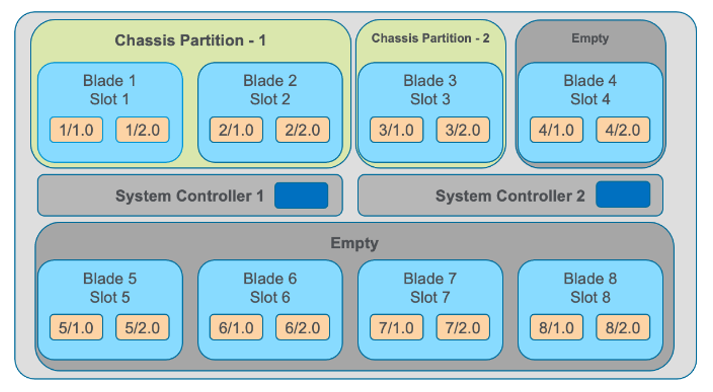 Chassis Partition - 1
Chassis Partition - 2
Empty
Blade 1
Slot 1
1/1.0 1/2.0
Blade 2
Slot 2
2/1.0 2/2.0
Blade 3
Slot 3
3/1.0 3/2.0
Blade 4
Slot 4
4/1.0 4/2.0
System Controller 1
System Controller 2
Empty
Blade 5
Slot 5
5/1.0 5/2.0
Blade 6
Slot 6
6/1.0 6/2.0
Blade 7
Slot 7
7/1.0 7/2.0
Blade 8
Slot 8
8/1.0 8/2.0